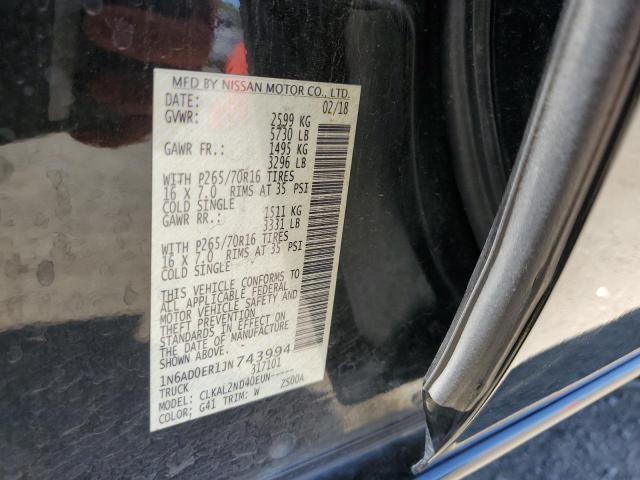 MFD BY NISSAN MOTOR CO., LTD.
DATE: 02/18
GVWR: 2599 KG
5730 LB
GAWR FR.: 1495 KG
3296 LB
WITH P265/70R16 TIRES
16 X 7.0 RIMS AT 35 PSI
COLD SINGLE
GAWR RR.: 1511 KG
3331 LB
WITH P265/70R16 TIRES
16 X 7.0 RIMS AT 35 PSI
COLD SINGLE
THIS VEHICLE CONFORMS TO
ALL APPLICABLE FEDERAL
MOTOR VEHICLE SAFETY AND
THEFT PREVENTION
STANDARDS IN EFFECT ON
THE DATE OF MANUFACTURE
SHOWN ABOVE.
1N6AD0ER1JN743994
TRUCK 317101
MODEL: CLKAL2ND40EUN-----
COLOR: G41 TRIM: W 2S00A